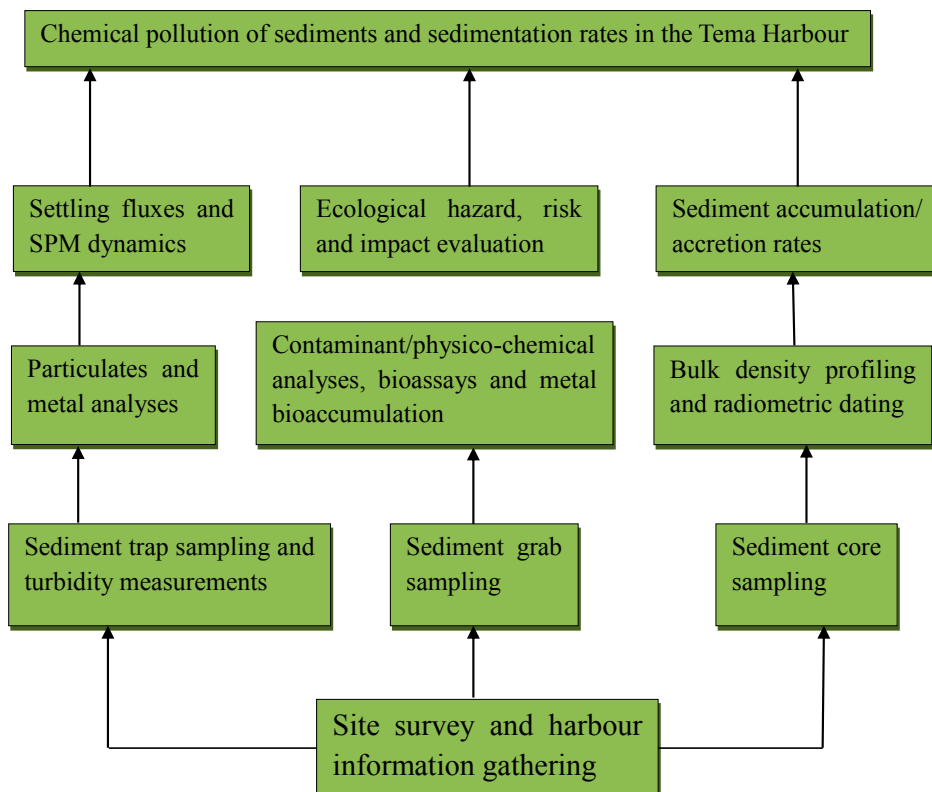 Chemical pollution of sediments and sedimentation rates in the Tema Harbour
Settling fluxes and
SPM dynamics
Ecological hazard, risk
and impact evaluation
Sediment accumulation/
accretion rates
Particulates and
metal analyses
Contaminant/physico-chemical
analyses, bioassays and metal
bioaccumulation
Bulk density profiling
and radiometric dating
Sediment trap sampling and
turbidity measurements
Sediment grab
sampling
Sediment core
sampling
Site survey and harbour
information gathering